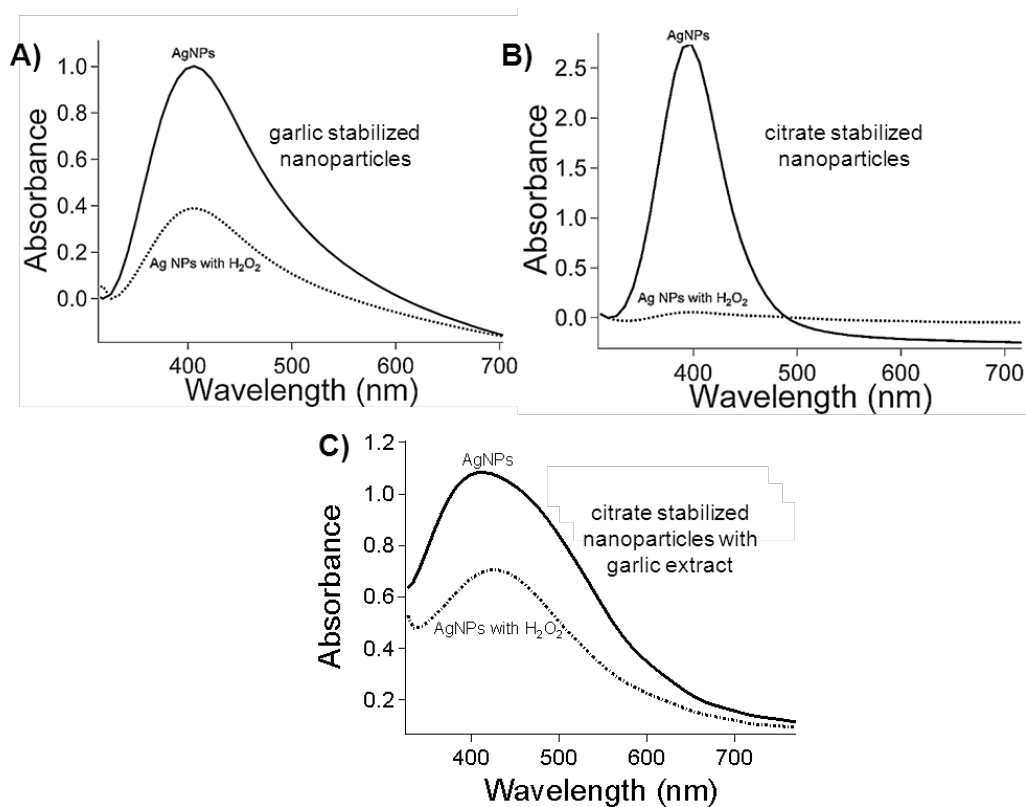 A)
AgNPs
garlic stabilized
nanoparticles
Ag NPs with H₂O₂
Absorbance
1.0
0.8
0.6
0.4
0.2
0.0
400
500
600
700
Wavelength (nm)
B)
AgNPs
citrate stabilized
nanoparticles
Ag NPs with H₂O₂
Absorbance
2.5
2.0
1.5
1.0
0.5
0.0
400
500
600
700
Wavelength (nm)
C)
AgNPs
citrate stabilized
nanoparticles with
garlic extract
AgNPs with H₂O₂
Absorbance
1.2
1.0
0.8
0.6
0.4
0.2
400
500
600
700
Wavelength (nm)